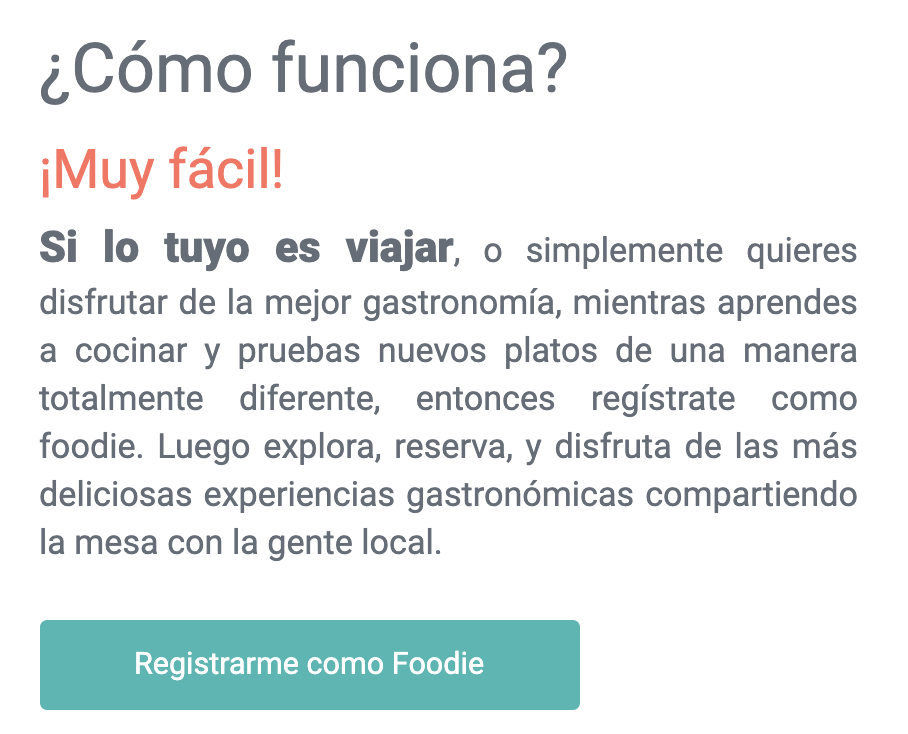 ¿Cómo funciona?
¡Muy fácil!
Si lo tuyo es viajar, o simplemente quieres
disfrutar de la mejor gastronomía, mientras aprendes
a cocinar y pruebas nuevos platos de una manera
totalmente diferente, entonces regístrate como
foodie. Luego explora, reserva, y disfruta de las más
deliciosas experiencias gastronómicas compartiendo
la mesa con la gente local.
Registrarme como Foodie